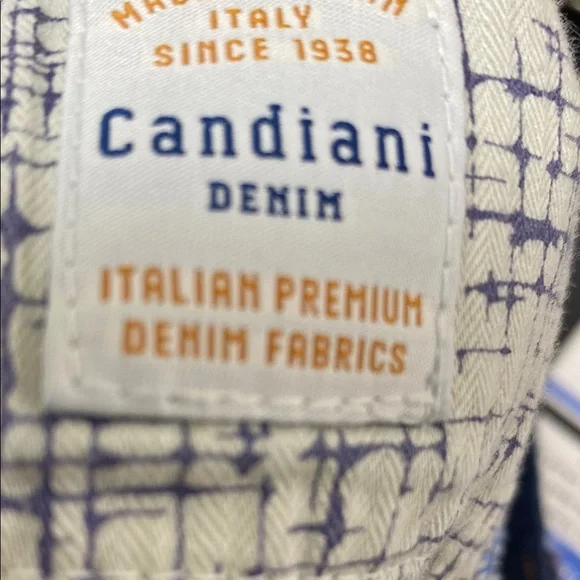 ITALY
SINCE 1938
Candiani
DENIM
ITALIAN PREMIUM
DENIM FABRICS